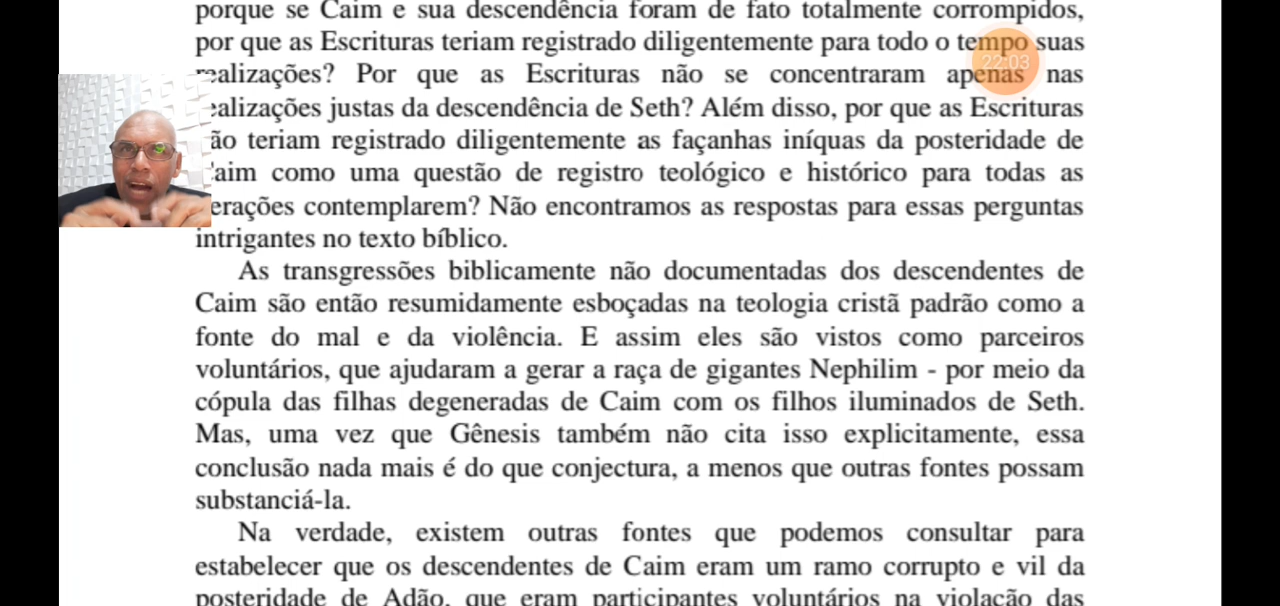 porque se Caim e sua descendência foram de fato totalmente corrompidos,
por que as Escrituras teriam registrado diligentemente para todo o tempo suas
realizações? Por que as Escrituras não se concentraram apenas nas
ealizações justas da descendência de Seth? Além disso, por que as Escrituras
ão teriam registrado diligentemente as façanhas iníquas da posteridade de
aim como uma questão de registro teológico e histórico para todas as
erações contemplarem? Não encontramos as respostas para essas perguntas
intrigantes no texto bíblico.
As transgressões biblicamente não documentadas dos descendentes de
Caim são então resumidamente esboçadas na teologia cristã padrão como a
fonte do mal e da violência. E assim eles são vistos como parceiros
voluntários, que ajudaram a gerar a raça de gigantes Nephilim - por meio da
cópula das filhas degeneradas de Caim com os filhos iluminados de Seth.
Mas, uma vez que Gênesis também não cita isso explicitamente, essa
conclusão nada mais é do que conjectura, a menos que outras fontes possam
substanciá-la.
Na verdade, existem outras fontes que podemos consultar para
estabelecer que os descendentes de Caim eram um ramo corrupto e vil da
posteridade de Adão, que eram participantes voluntários na violação das
22:03